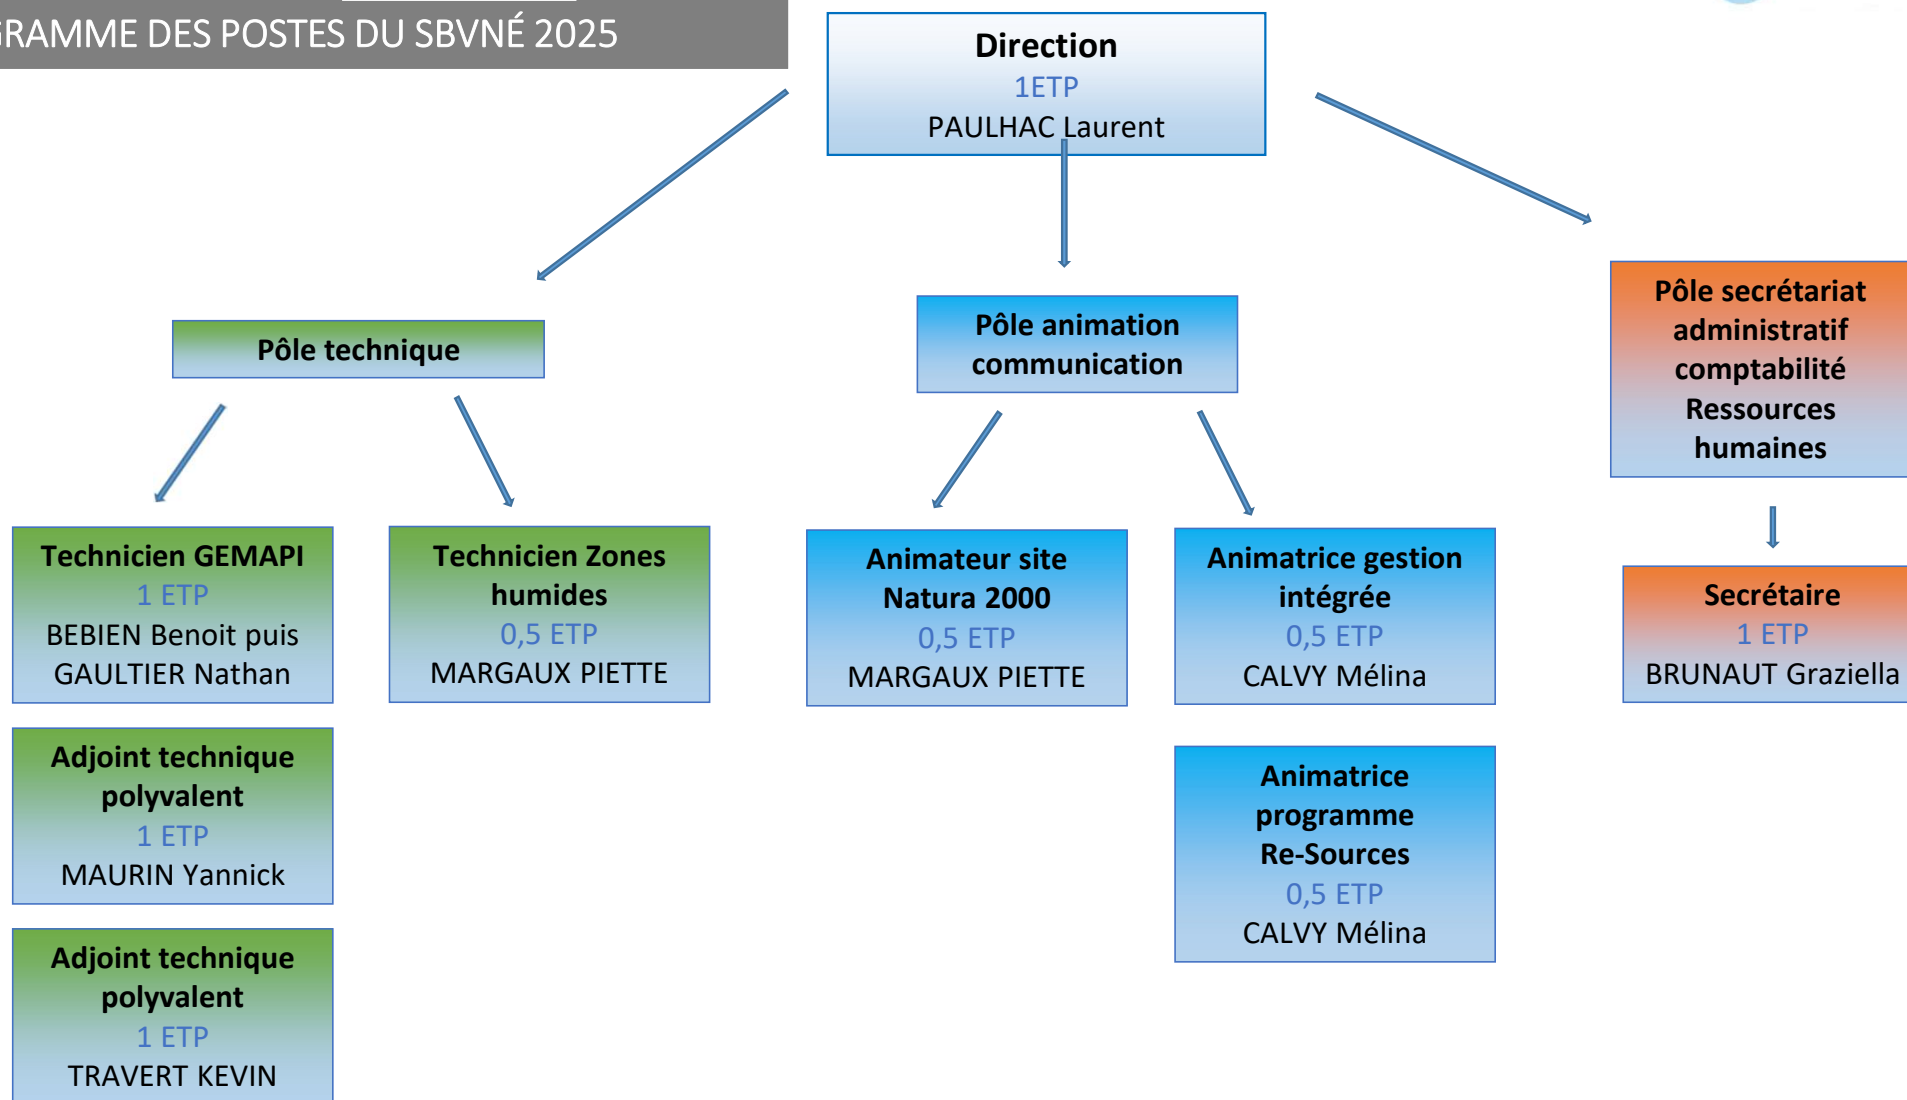 GRAMME DES POSTES DU SBVNÉ 2025
Direction
1ETP
PAULHAC Laurent
Pôle technique
Pôle animation
communication
Pôle secrétariat
administratif
comptabilité
Ressources
humaines
Technicien GEMAPI
1 ETP
BEBIEN Benoit puis
GAULTIER Nathan
Technicien Zones
humides
0,5 ETP
MARGAUX PIETTE
Animateur site
Natura 2000
0,5 ETP
MARGAUX PIETTE
Animatrice gestion
intégrée
0,5 ETP
CALVY Mélina
Secrétaire
1 ETP
BRUNAUT Graziella
Adjoint technique
polyvalent
1 ETP
MAURIN Yannick
Animatrice
programme
Re-Sources
0,5 ETP
CALVY Mélina
Adjoint technique
polyvalent
1 ETP
TRAVERT KEVIN